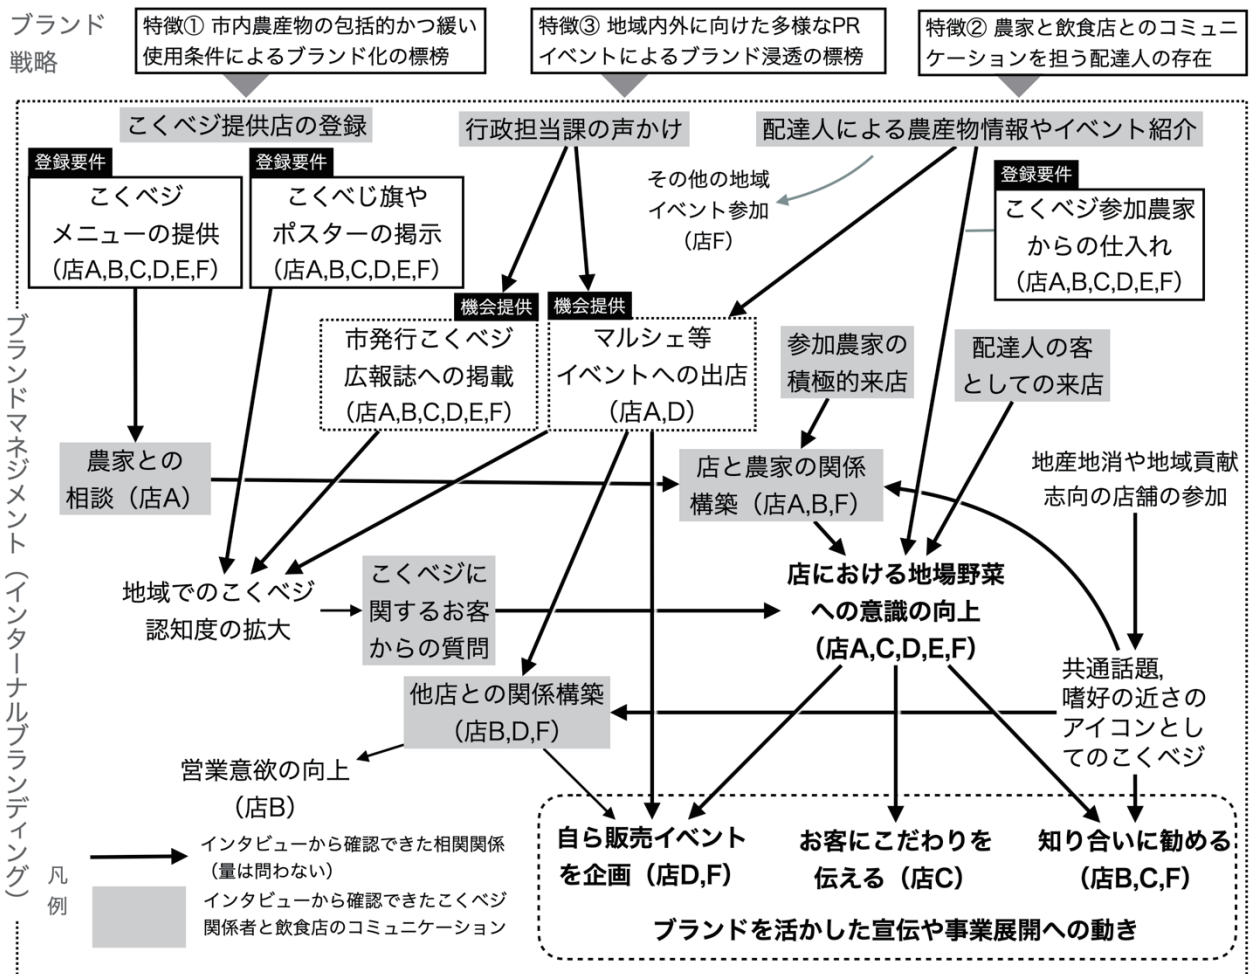 ブランド
戦略
特徴① 市内農産物の包括的かつ緩い
使用条件によるブランド化の標榜
特徴③ 地域内外に向けた多様なPR
イベントによるブランド浸透の標榜
特徴② 農家と飲食店とのコミュニ
ケーションを担う配達人の存在
こくベジ提供店の登録
行政担当課の声かけ
配達人による農産物情報やイベント紹介
登録要件
こくベジ
メニューの提供
（店A,B,C,D,E,F）
登録要件
こくべじ旗や
ポスターの掲示
（店A,B,C,D,E,F）
その他の地域
イベント参加
（店F）
登録要件
こくベジ参加農家
からの仕入れ
（店A,B,C,D,E,F）
機会提供
市発行こくベジ
広報誌への掲載
（店A,B,C,D,E,F）
機会提供
マルシェ等
イベントへの出店
（店A,D）
参加農家の
積極的来店
配達人の客
としての来店
ブランドマネジメント（インターナルブランディング）
農家との
相談（店A）
店と農家の関係
構築（店A,B,F）
地産地消や地域貢献
志向の店舗の参加
地域でのこくベジ
認知度の拡大
こくベジに
関するお客
からの質問
店における地場野菜
への意識の向上
（店A,C,D,E,F）
他店との関係構築
（店B,D,F）
共通話題,
嗜好の近さの
アイコンとし
てのこくベジ
営業意欲の向上
（店B）
自ら販売イベント
を企画（店D,F）
お客にこだわりを
伝える（店C）
知り合いに勧める
（店B,C,F）
ブランドを活かした宣伝や事業展開への動き
凡例
インタビューから確認できた相関関係
（量は問わない）
インタビューから確認できたこくベジ
関係者と飲食店のコミュニケーション